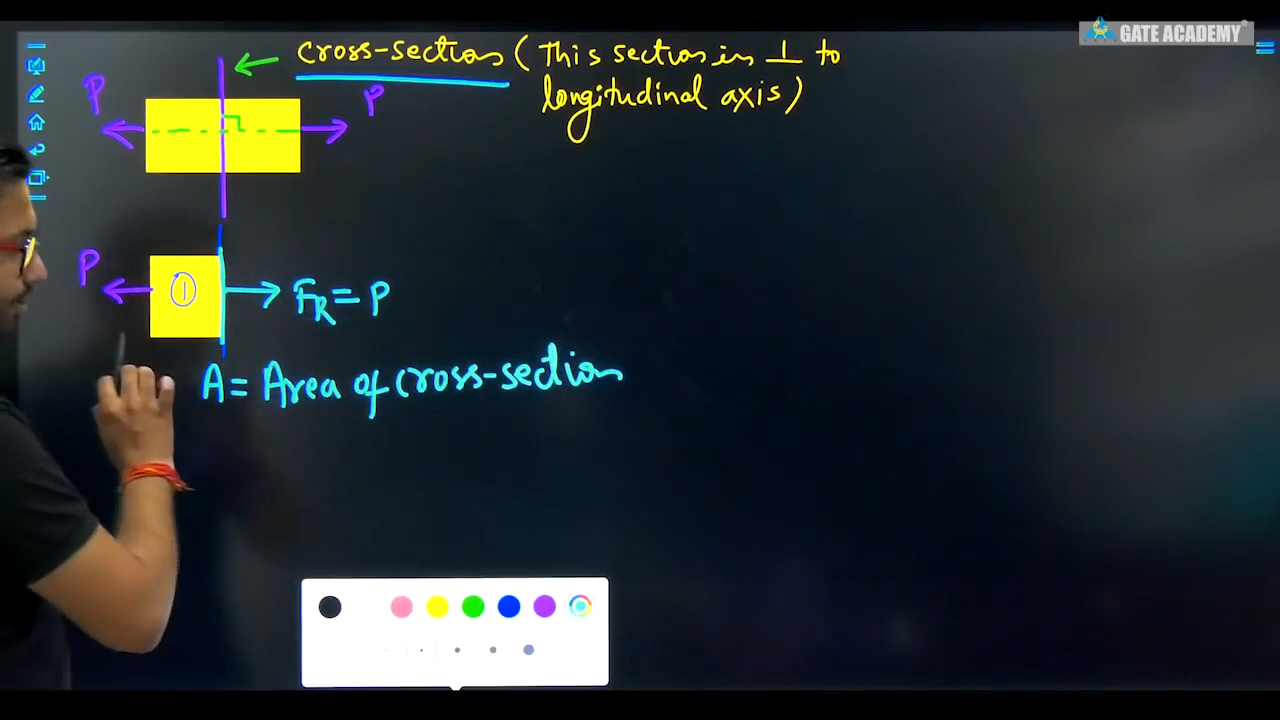 GATE ACADEMY
cross-section (This section is ⊥ to
longitudinal axis)
P
P
P
1
FR = P
A = Area of cross-section